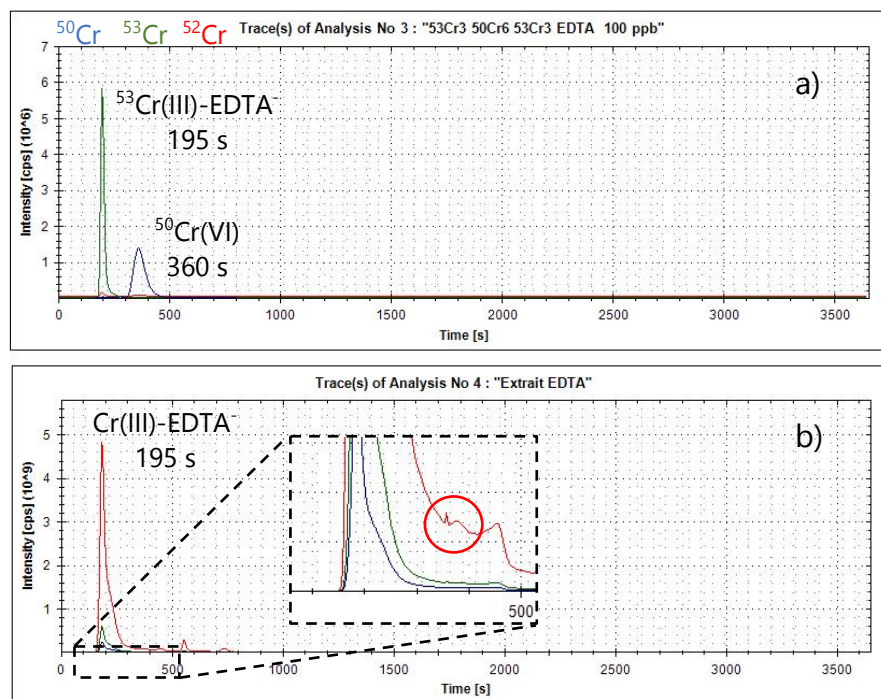 ⁵⁰Cr ⁵³Cr ⁵²Cr Trace(s) of Analysis No 3 : "53Cr3 50Cr6 53Cr3 EDTA 100 ppb"
a)
Intensity [cps] (10^6)
7
6
5
4
3
2
1
⁵³Cr(III)-EDTA⁻
195 s
⁵⁰Cr(VI)
360 s
0 500 1000 1500 2000 2500 3000 3500
Time [s]
Trace(s) of Analysis No 4 : "Extrait EDTA"
b)
Intensity [cps] (10^9)
5
4
3
2
1
Cr(III)-EDTA⁻
195 s
500
0 500 1000 1500 2000 2500 3000 3500
Time [s]